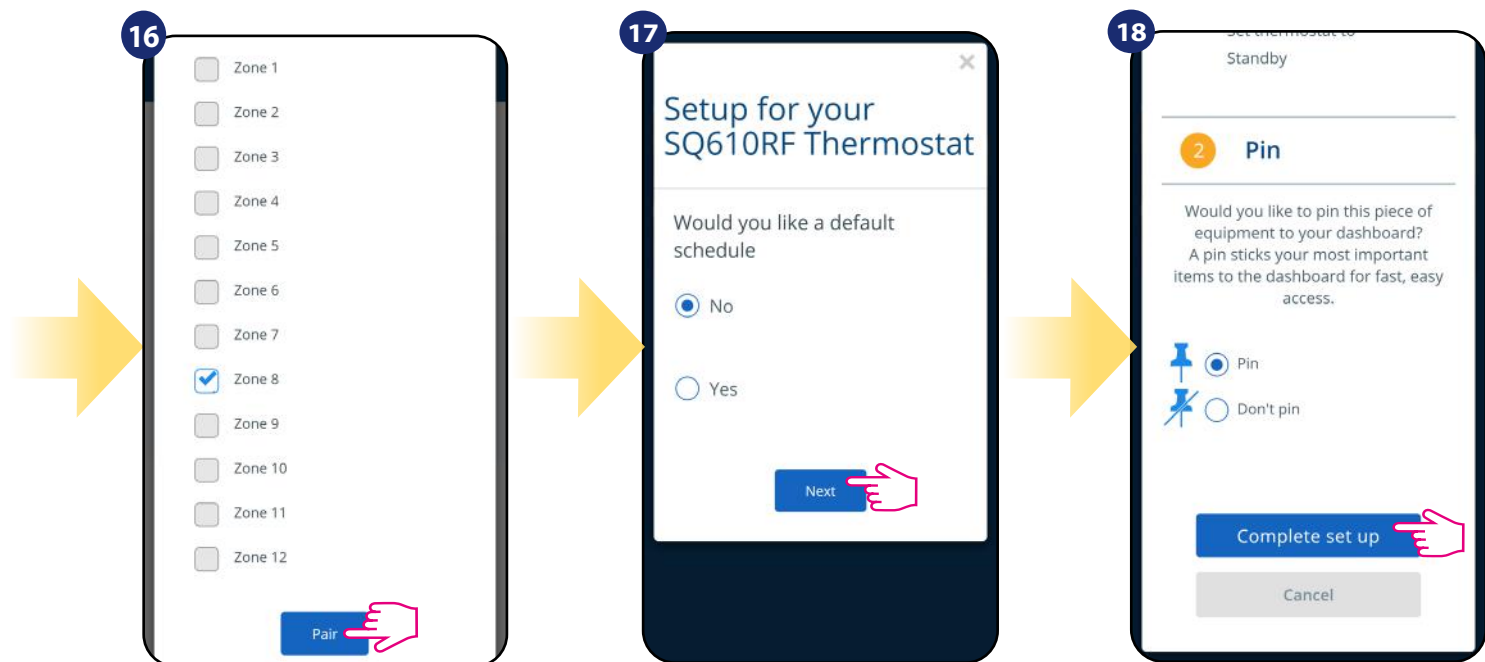 16
Zone 1
Zone 2
Zone 3
Zone 4
Zone 5
Zone 6
Zone 7
Zone 8
Zone 9
Zone 10
Zone 11
Zone 12
Pair
17
×
Setup for your
SQ610RF Thermostat
Would you like a default
schedule
No
Yes
Next
18
Set thermostat to
Standby
2 Pin
Would you like to pin this piece of
equipment to your dashboard?
A pin sticks your most important
items to the dashboard for fast, easy
access.
Pin
Don't pin
Complete set up
Cancel